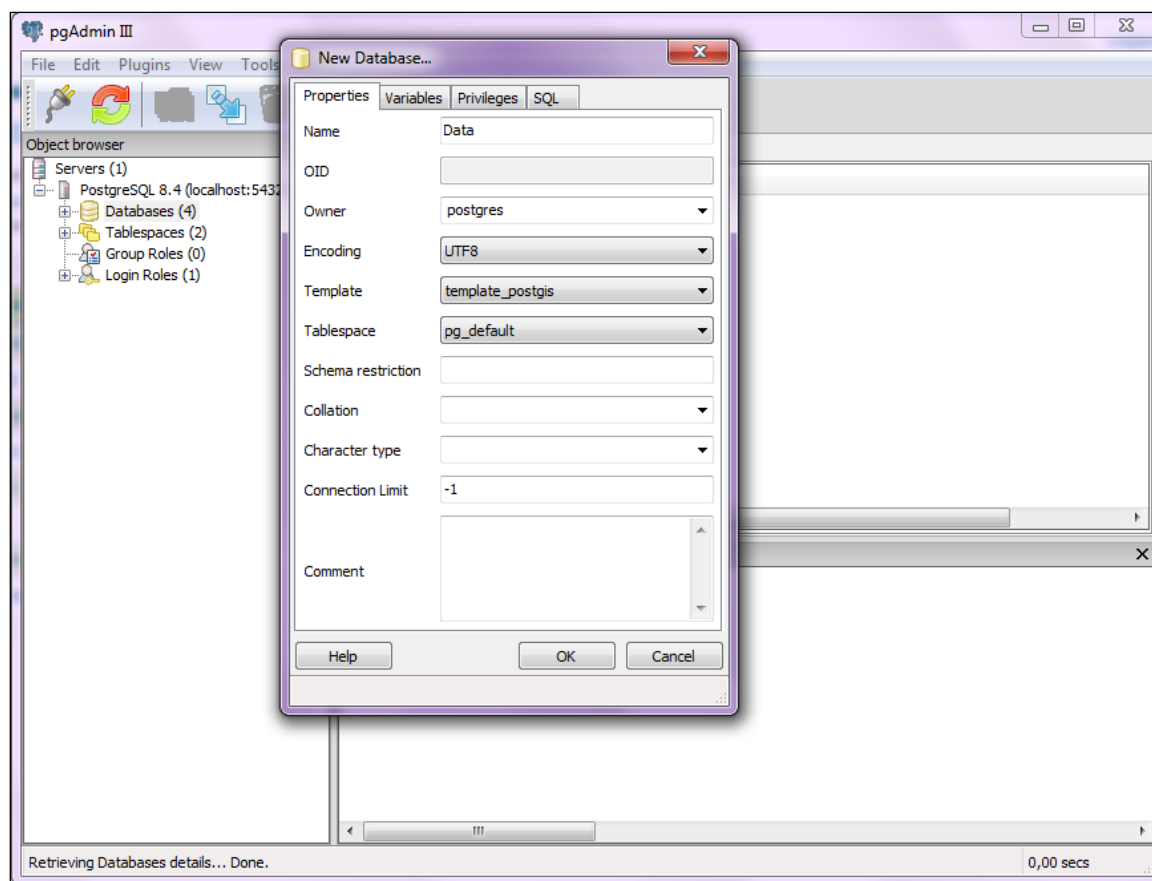 pgAdmin III
File Edit Plugins View Tools
Object browser
Servers (1)
PostgreSQL 8.4 (localhost:5432
Databases (4)
Tablespaces (2)
Group Roles (0)
Login Roles (1)
New Database...
Properties Variables Privileges SQL
Name Data
OID
Owner postgres
Encoding UTF8
Template template_postgis
Tablespace pg_default
Schema restriction
Collation
Character type
Connection Limit -1
Comment
Help OK Cancel
Retrieving Databases details... Done. 0,00 secs